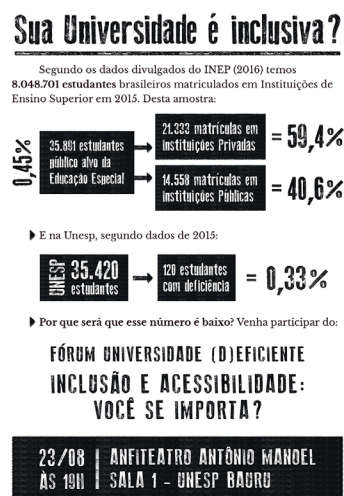 Sua Universidade é inclusiva?
Segundo os dados divulgados do INEP (2016) temos
8.048.701 estudantes brasileiros matriculados em Instituições de
Ensino Superior em 2015. Desta amostra:
0,45%
35.891 estudantes
público alvo da
Educação Especial
21.333 matrículas em
Instituições Privadas
= 59,4%
14.558 matrículas em
Instituições Públicas
= 40,6%
E na Unesp, segundo dados de 2015:
UNESP
35.420
estudantes
120 estudantes
com deficiência
= 0,33%
Por que será que esse número é baixo? Venha participar do:
FÓRUM UNIVERSIDADE (D)EFICIENTE
INCLUSÃO E ACESSIBILIDADE:
VOCÊ SE IMPORTA?
23/08 | ANFITEATRO ANTÔNIO MANOEL
ÀS 19H | SALA 1 - UNESP BAURU